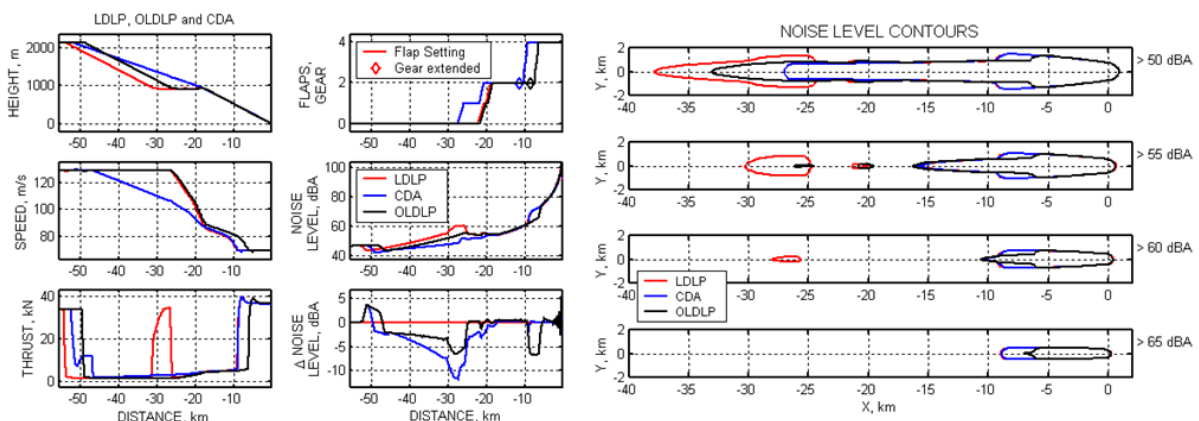 LDLP, OLDLP and CDA
HEIGHT, m
2000
1000
0
-50 -40 -30 -20 -10
FLAPS,
GEAR
4
2
0
Flap Setting
Gear extended
-50 -40 -30 -20 -10
SPEED, m/s
120
100
80
-50 -40 -30 -20 -10
NOISE
LEVEL, dBA
100
80
60
40
LDLP
CDA
OLDLP
-50 -40 -30 -20 -10
THRUST, kN
40
20
0
-50 -40 -30 -20 -10
DISTANCE, km
Δ NOISE
LEVEL, dBA
5
0
-5
-10
-50 -40 -30 -20 -10
DISTANCE, km
NOISE LEVEL CONTOURS
Y, km
2
0
-2
-40 -35 -30 -25 -20 -15 -10 -5 0
> 50 dBA
Y, km
2
0
-2
-40 -35 -30 -25 -20 -15 -10 -5 0
> 55 dBA
Y, km
2
0
-2
-40 -35 -30 -25 -20 -15 -10 -5 0
> 60 dBA
LDLP
CDA
OLDLP
Y, km
2
0
-2
-40 -35 -30 -25 -20 -15 -10 -5 0
> 65 dBA
X, km